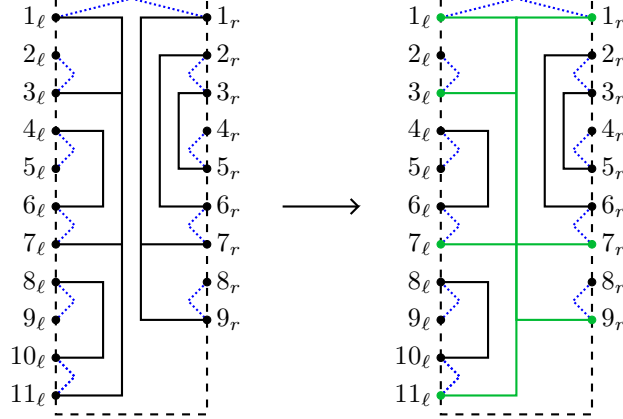 1ℓ 1r 1ℓ 1r
2ℓ 2r 2ℓ 2r
3ℓ 3r 3ℓ 3r
4ℓ 4r 4ℓ 4r
5ℓ 5r 5ℓ 5r
6ℓ 6r 6ℓ 6r
7ℓ 7r 7ℓ 7r
8ℓ 8r 8ℓ 8r
9ℓ 9r 9ℓ 9r
10ℓ 10ℓ
11ℓ 11ℓ